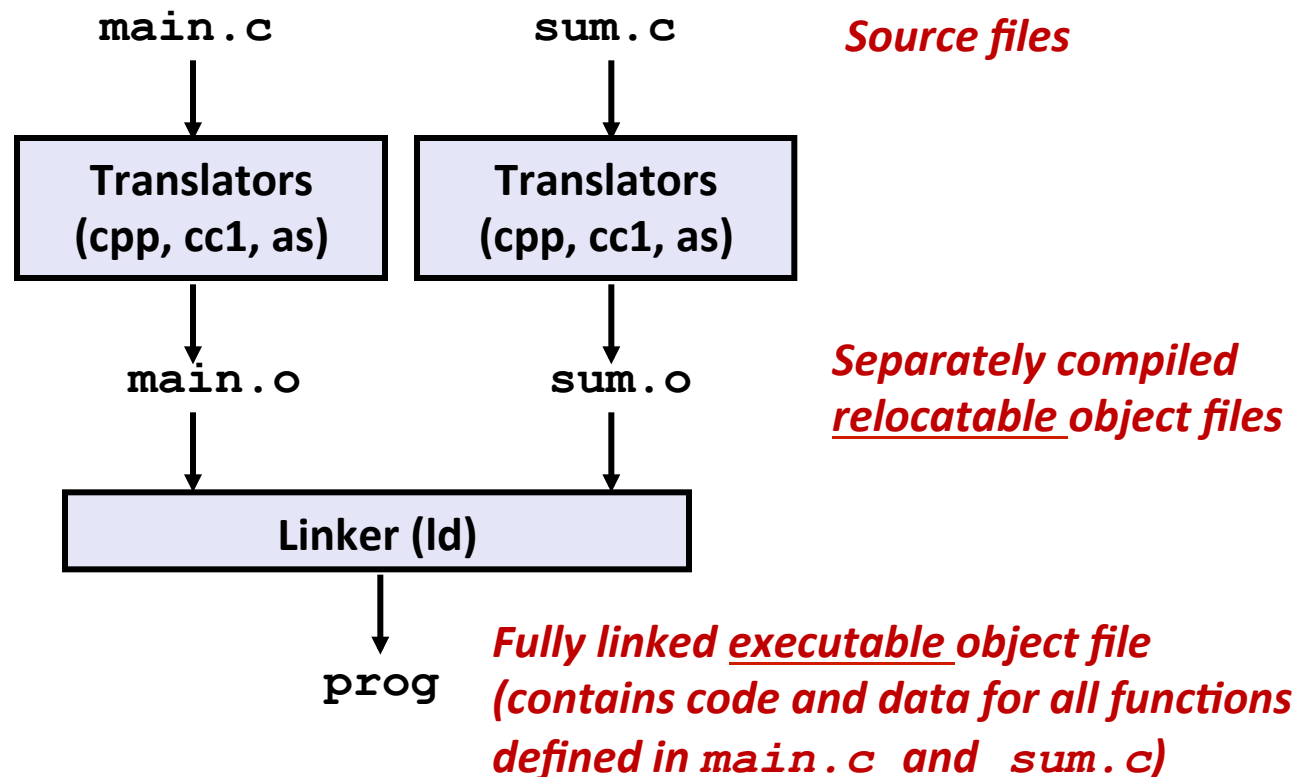 main.c
sum.c
Source files
Translators
(cpp, cc1, as)
Translators
(cpp, cc1, as)
main.o
sum.o
Separately compiled
relocatable object files
Linker (ld)
prog
Fully linked executable object file
(contains code and data for all functions
defined in main.c and sum.c)